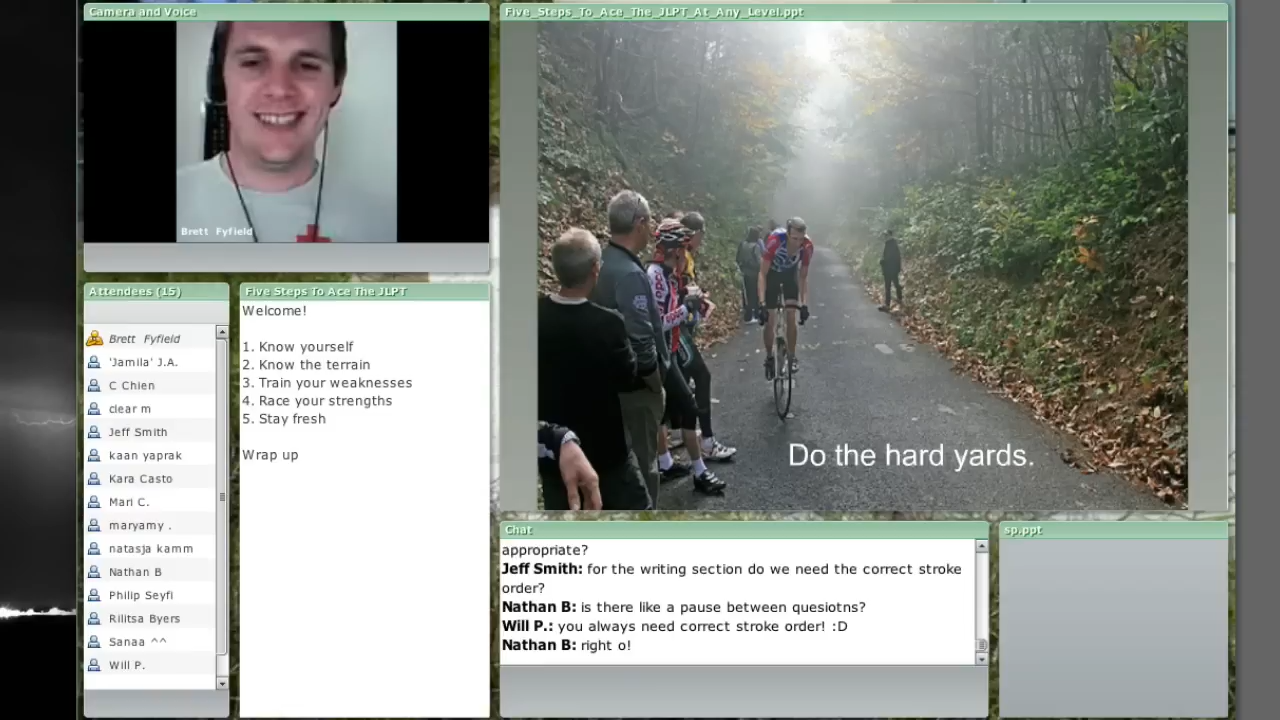 Camera and Voice
Brett Fyfield
Five_Steps_To_Ace_The_JLPT_At_Any_Level.ppt
Do the hard yards.
Attendees (15)
Brett Fyfield
'Jamila' J.A.
C Chien
clear m
Jeff Smith
kaan yaprak
Kara Casto
Mari C.
maryamy .
natasja kamm
Nathan B
Philip Seyfi
Rilitsa Byers
Sanaa ^^
Will P.
Five Steps To Ace The JLPT
Welcome!
1. Know yourself
2. Know the terrain
3. Train your weaknesses
4. Race your strengths
5. Stay fresh
Wrap up
Chat
appropriate?
Jeff Smith: for the writing section do we need the correct stroke
order?
Nathan B: is there like a pause between quesiotns?
Will P.: you always need correct stroke order! :D
Nathan B: right o!
sp.ppt